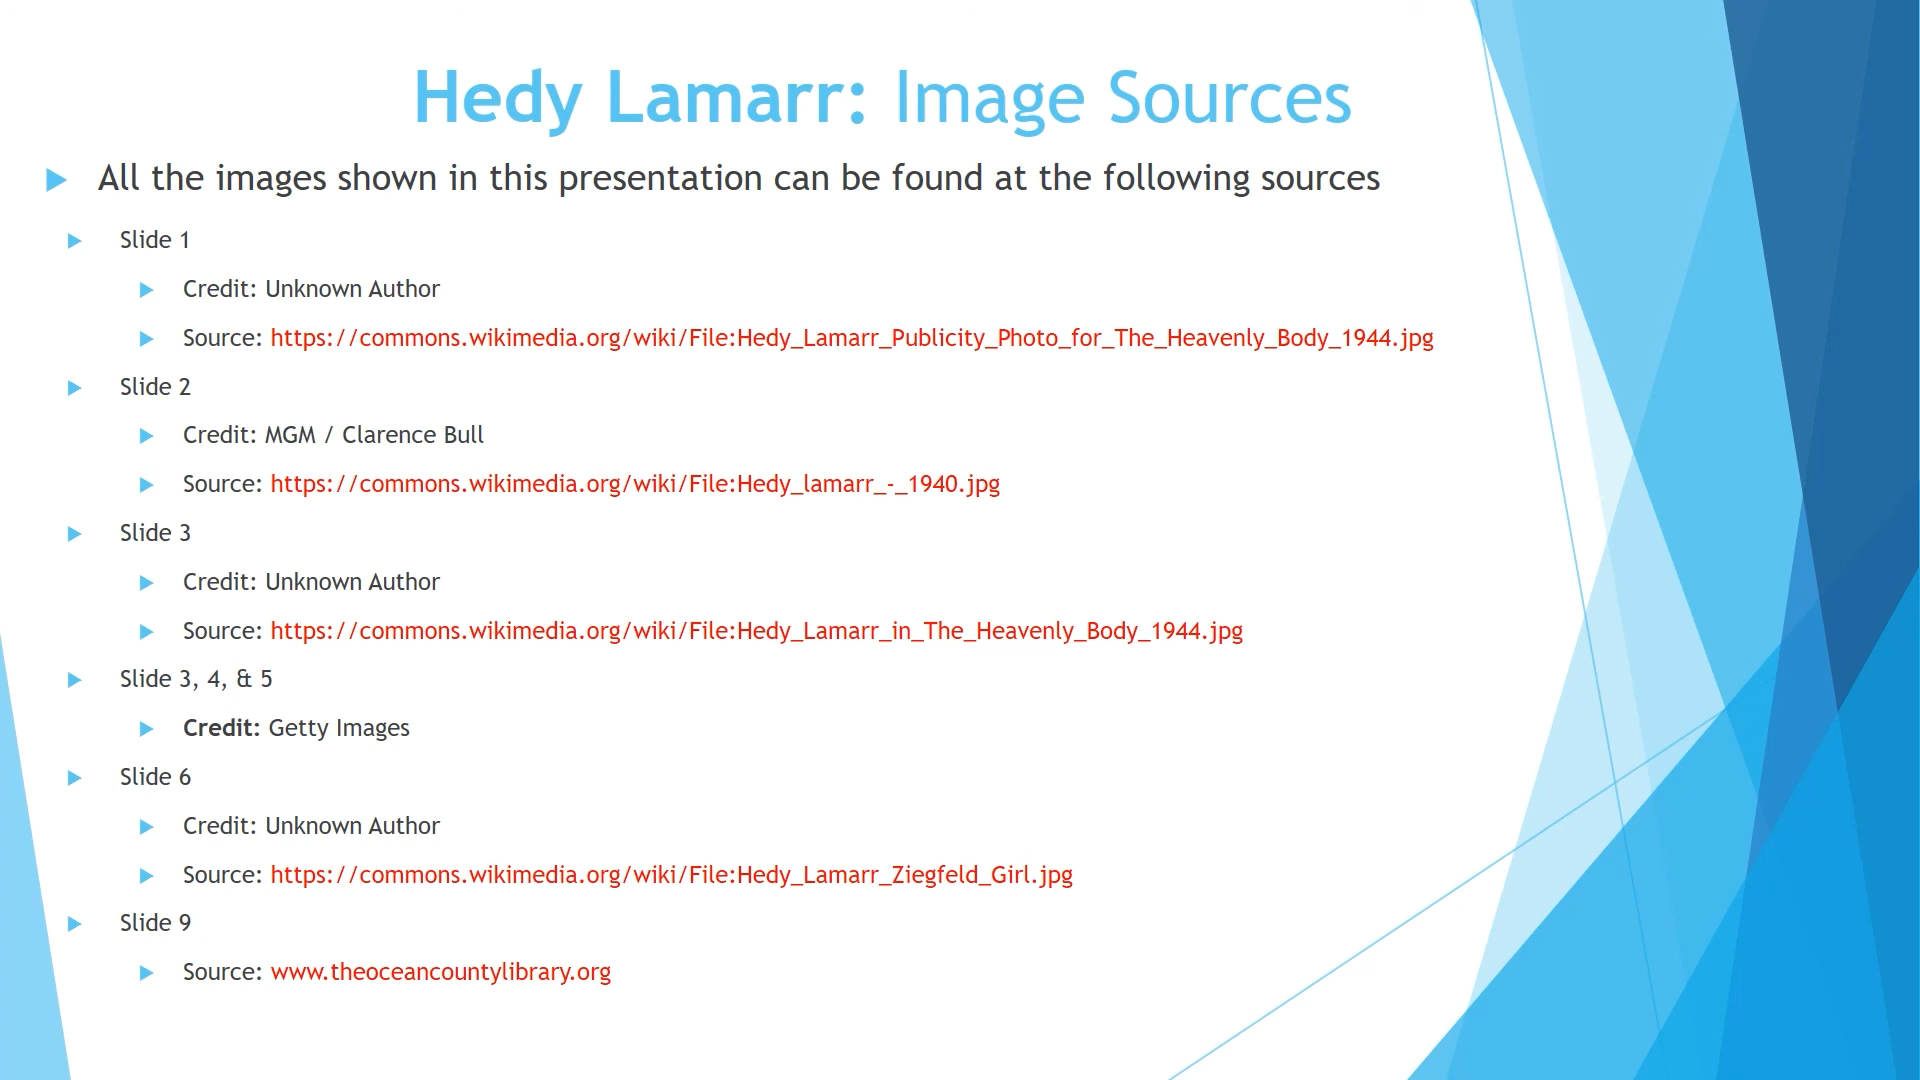 Hedy Lamarr: Image Sources
All the images shown in this presentation can be found at the following sources
Slide 1
Credit: Unknown Author
Source: https://commons.wikimedia.org/wiki/File:Hedy_Lamarr_Publicity_Photo_for_The_Heavenly_Body_1944.jpg
Slide 2
Credit: MGM / Clarence Bull
Source: https://commons.wikimedia.org/wiki/File:Hedy_lamarr_-_1940.jpg
Slide 3
Credit: Unknown Author
Source: https://commons.wikimedia.org/wiki/File:Hedy_Lamarr_in_The_Heavenly_Body_1944.jpg
Slide 3, 4, & 5
Credit: Getty Images
Slide 6
Credit: Unknown Author
Source: https://commons.wikimedia.org/wiki/File:Hedy_Lamarr_Ziegfeld_Girl.jpg
Slide 9
Source: www.theoceancountylibrary.org